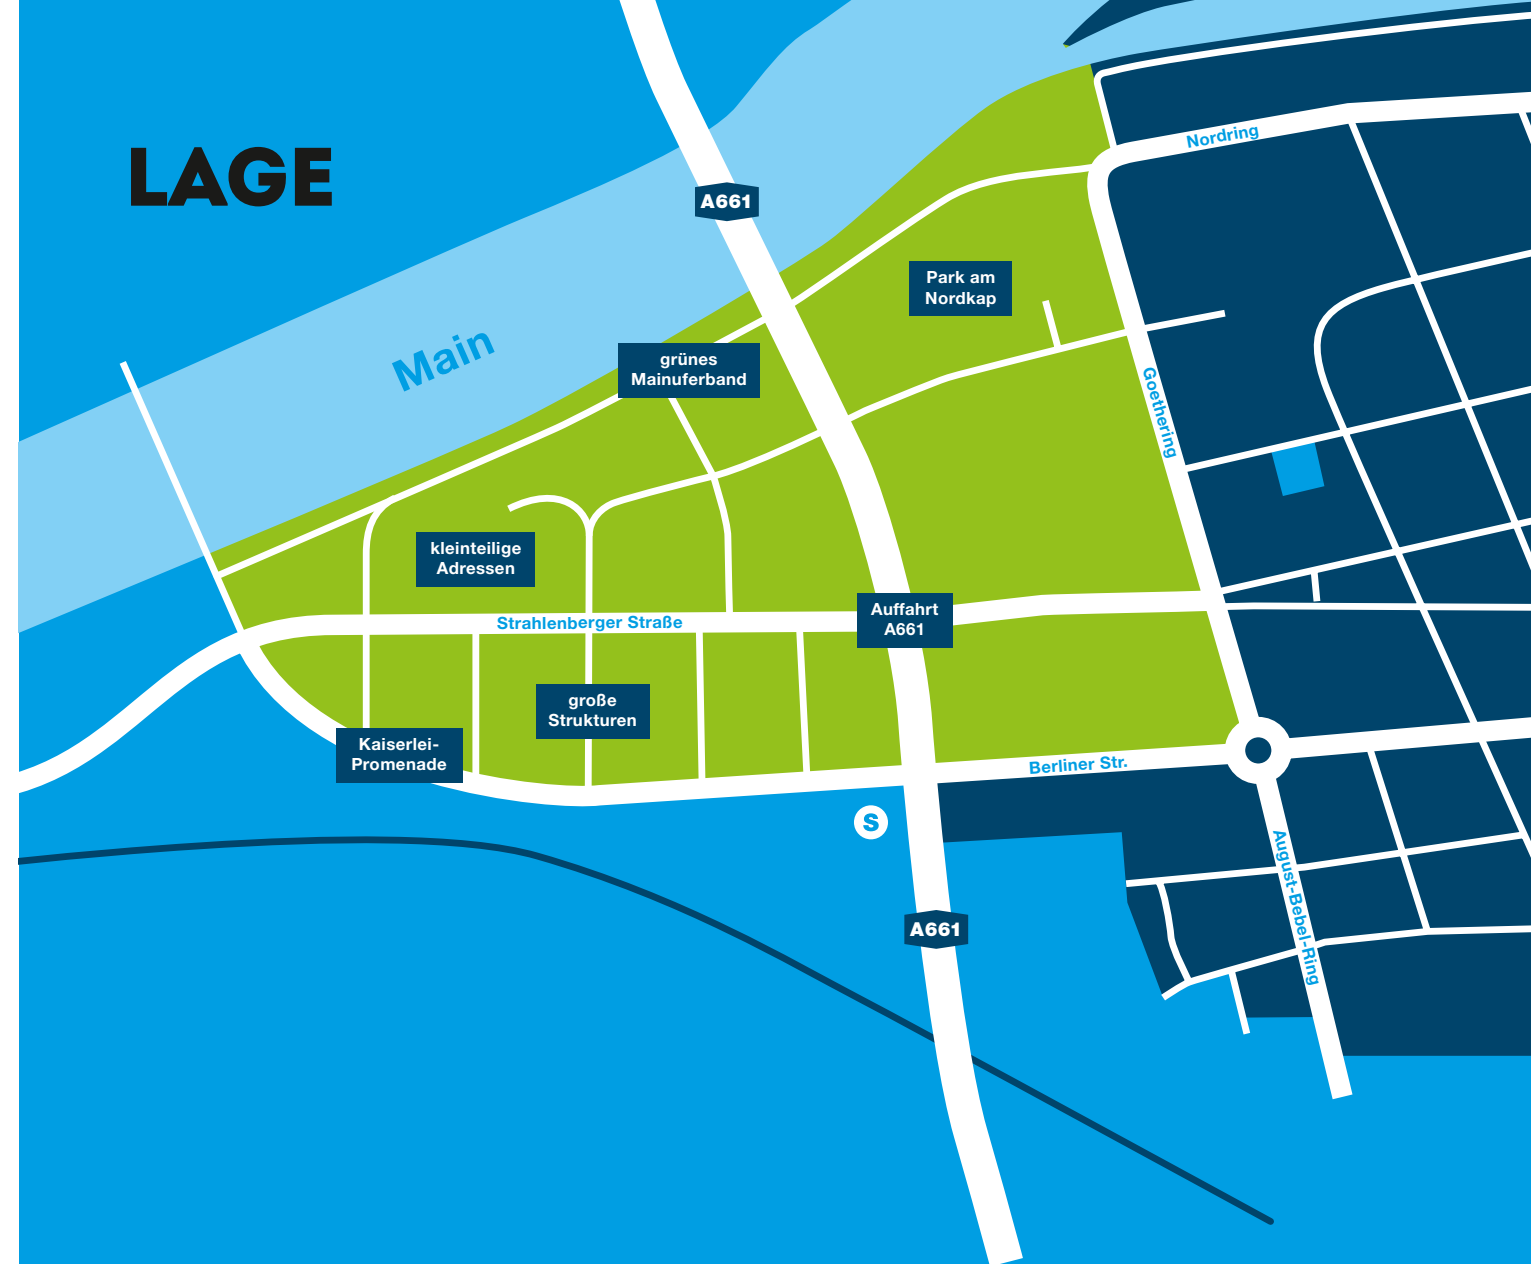 LAGE
Nordring
A661
Park am
Nordkap
Main
grünes
Mainuferband
Goethering
kleinteilige
Adressen
Strahlenberger Straße
Auffahrt
A661
große
Strukturen
Kaiserlei-
Promenade
Berliner Str.
S
August-Bebel-Ring
A661